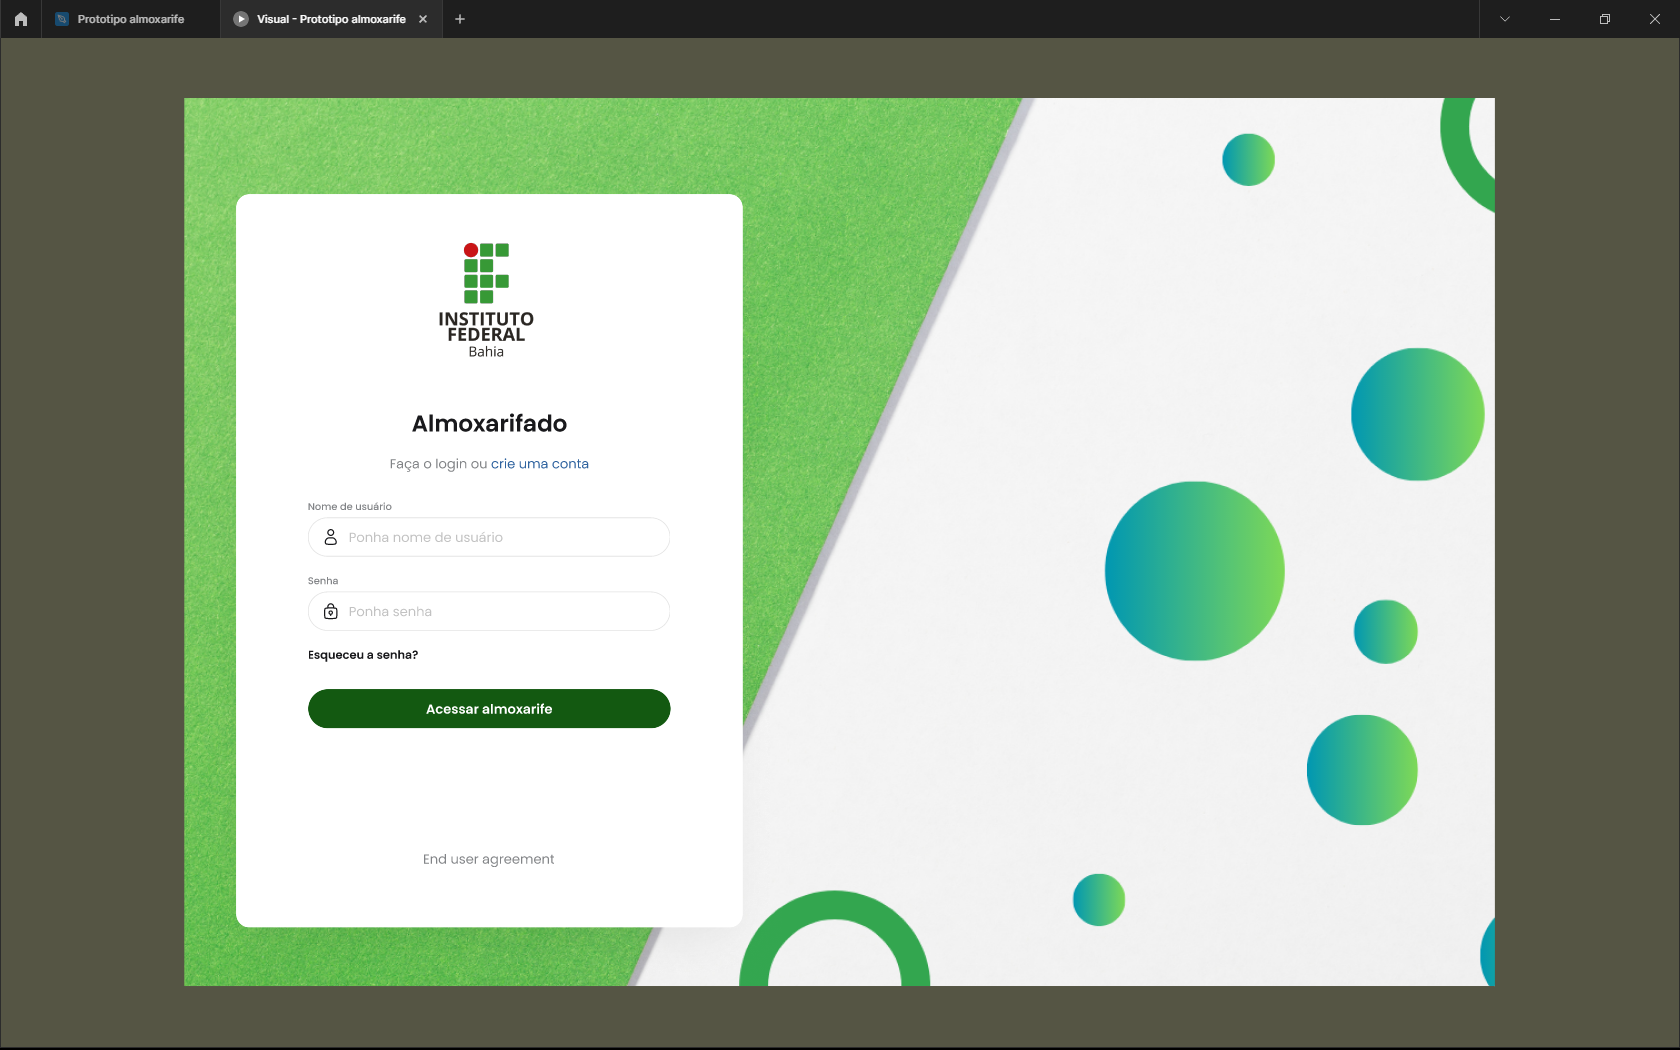 Prototipo almoxarife
Visual - Prototipo almoxarife
INSTITUTO
FEDERAL
Bahia
Almoxarifado
Faça o login ou crie uma conta
Nome de usuário
Ponha nome de usuário
Senha
Ponha senha
Esqueceu a senha?
Acessar almoxarife
End user agreement